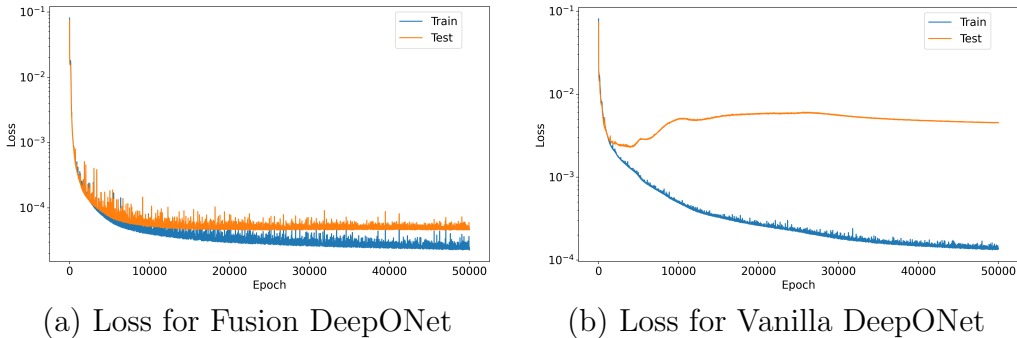 10⁻¹
10⁻²
10⁻³
10⁻⁴
Loss
0
10000
20000
30000
40000
50000
Epoch
Train
Test
(a) Loss for Fusion DeepONet
10⁻¹
10⁻²
10⁻³
10⁻⁴
Loss
0
10000
20000
30000
40000
50000
Epoch
Train
Test
(b) Loss for Vanilla DeepONet